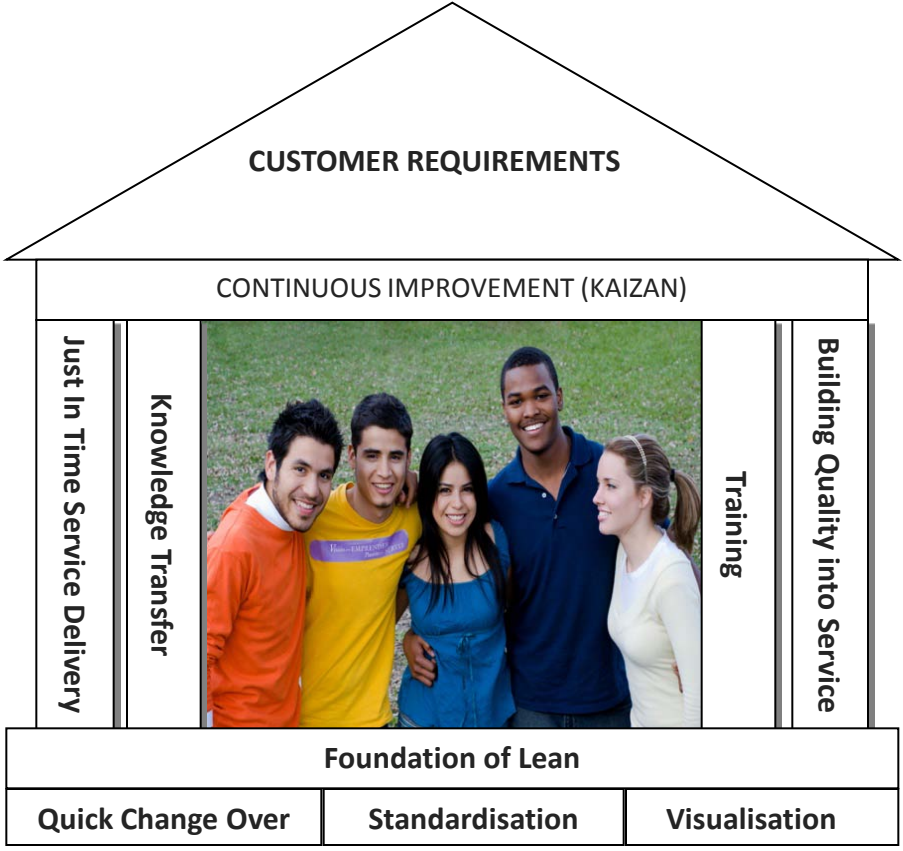 CUSTOMER REQUIREMENTS
CONTINUOUS IMPROVEMENT (KAIZAN)
Just In Time Service Delivery
Knowledge Transfer
Training
Building Quality into Service
Foundation of Lean
Quick Change Over
Standardisation
Visualisation